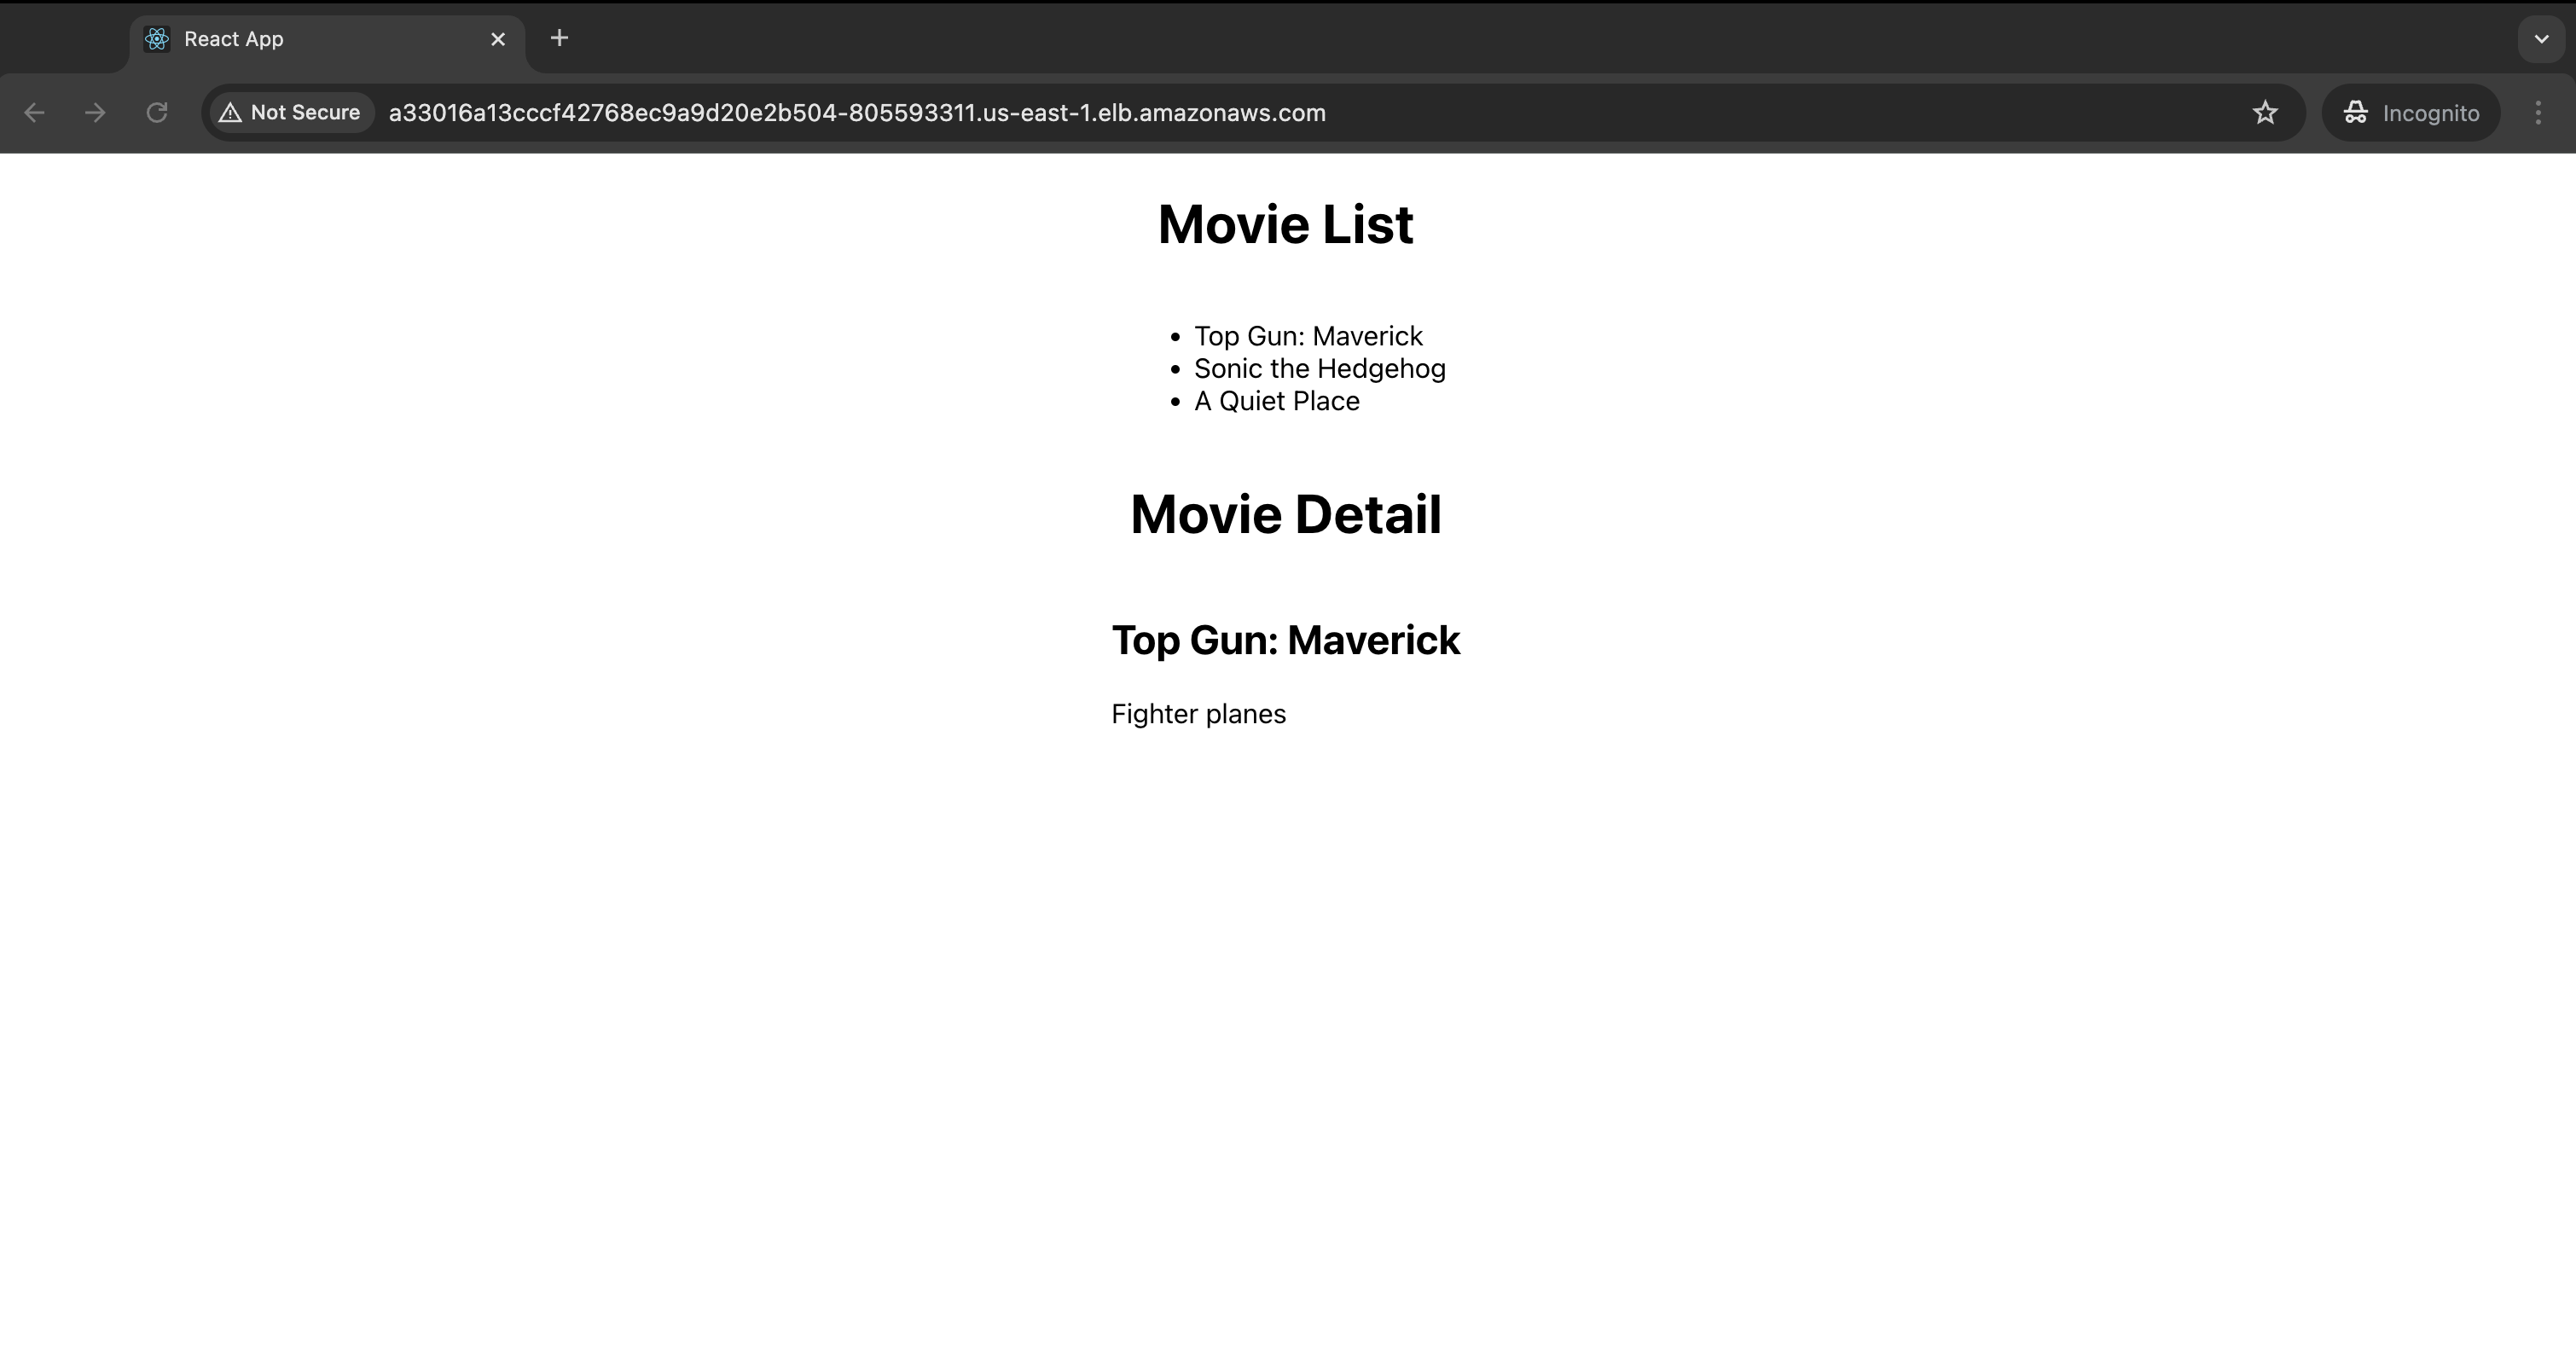 React App
Not Secure a33016a13cccf42768ec9a9d20e2b504-805593311.us-east-1.elb.amazonaws.com Incognito
Movie List
Top Gun: Maverick
Sonic the Hedgehog
A Quiet Place
Movie Detail
Top Gun: Maverick
Fighter planes